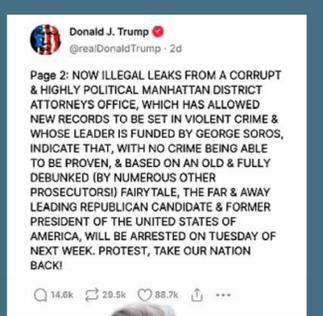 Donald J. Trump
@realDonaldTrump · 2d
Page 2: NOW ILLEGAL LEAKS FROM A CORRUPT
& HIGHLY POLITICAL MANHATTAN DISTRICT
ATTORNEYS OFFICE, WHICH HAS ALLOWED
NEW RECORDS TO BE SET IN VIOLENT CRIME &
WHOSE LEADER IS FUNDED BY GEORGE SOROS,
INDICATE THAT, WITH NO CRIME BEING ABLE
TO BE PROVEN, & BASED ON AN OLD & FULLY
DEBUNKED (BY NUMEROUS OTHER
PROSECUTORS!) FAIRYTALE, THE FAR & AWAY
LEADING REPUBLICAN CANDIDATE & FORMER
PRESIDENT OF THE UNITED STATES OF
AMERICA, WILL BE ARRESTED ON TUESDAY OF
NEXT WEEK. PROTEST, TAKE OUR NATION
BACK!
14.6k 29.5k 88.7k